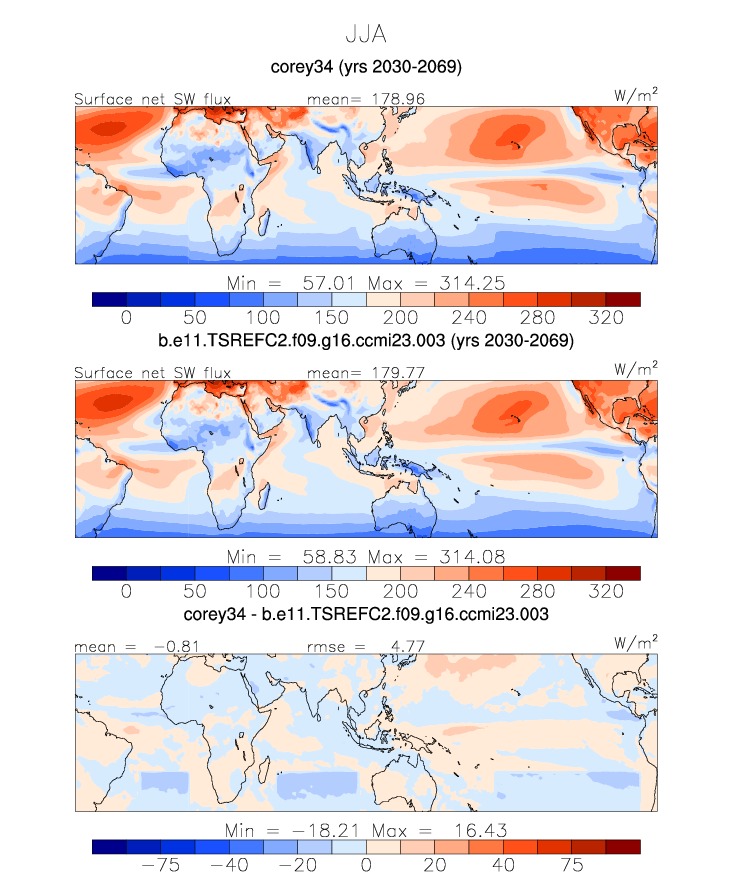 JJA
corey34 (yrs 2030-2069)
Surface net SW flux mean= 178.96 W/m²
Min = 57.01 Max = 314.25
0 50 100 150 200 240 280 320
b.e11.TSREFC2.f09.g16.ccmi23.003 (yrs 2030-2069)
Surface net SW flux mean= 179.77 W/m²
Min = 58.83 Max = 314.08
0 50 100 150 200 240 280 320
corey34 - b.e11.TSREFC2.f09.g16.ccmi23.003
mean = -0.81 rmse = 4.77 W/m²
Min = -18.21 Max = 16.43
-75 -40 -20 0 20 40 75